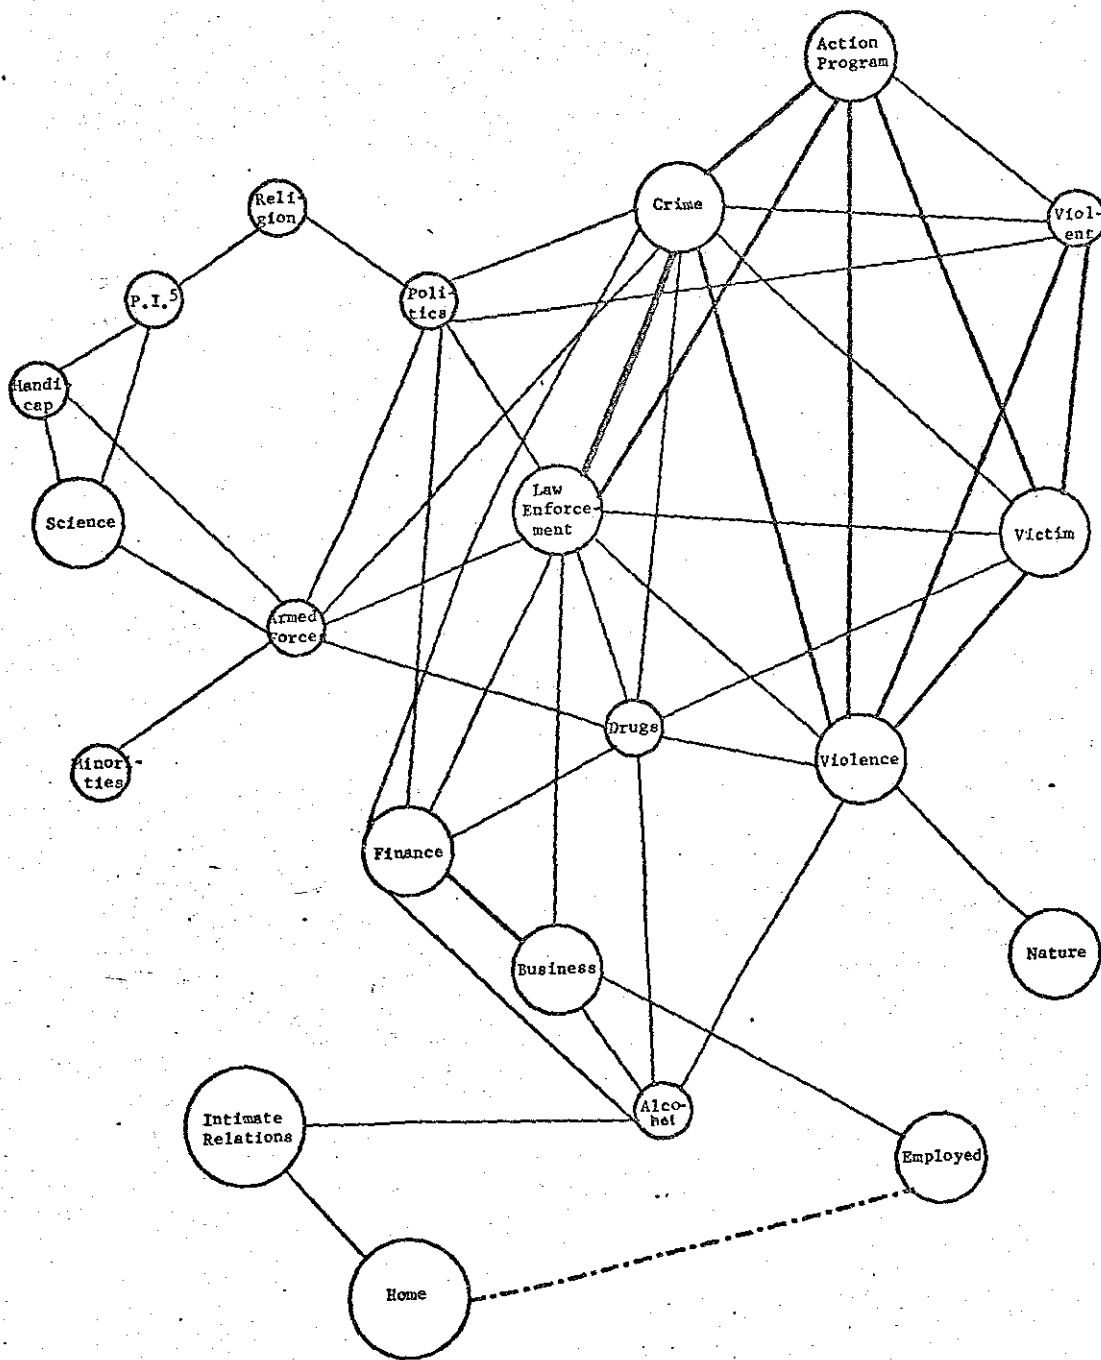 Action
Program
Crime
Viol-
ent
Reli-
gion
P.I.5
Poli-
tics
Handi-
cap
Science
Law
Enforce-
ment
Victim
Armed
Forces
Drugs
Minori-
ties
Violence
Finance
Business
Nature
Intimate
Relations
Alco-
hol
Employed
Home